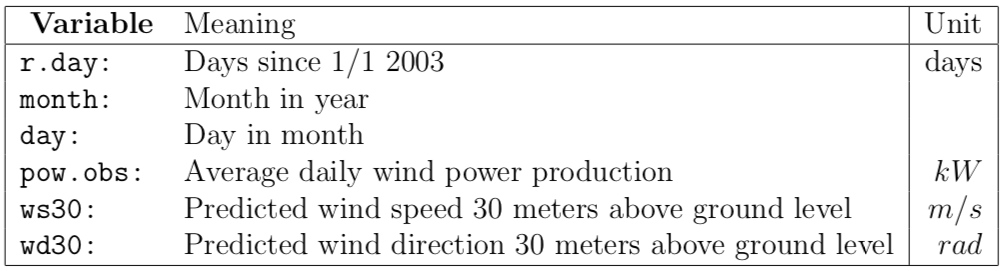 Variable Meaning Unit
r.day: Days since 1/1 2003 days
month: Month in year
day: Day in month
pow.obs: Average daily wind power production kW
ws30: Predicted wind speed 30 meters above ground level m/s
wd30: Predicted wind direction 30 meters above ground level rad